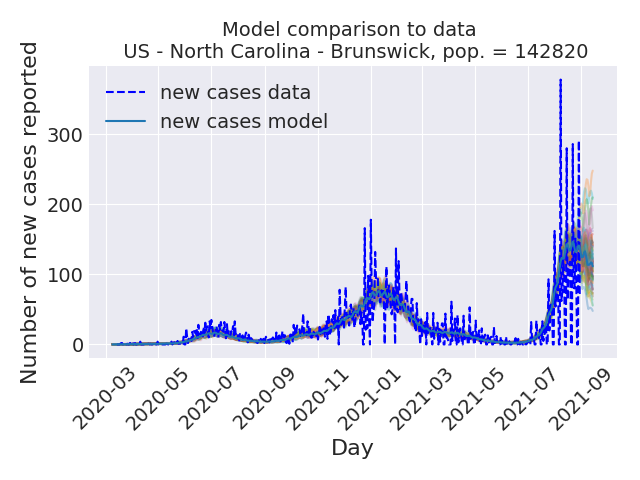 Model comparison to data
US - North Carolina - Brunswick, pop. = 142820
Number of new cases reported
new cases data
new cases model
300
200
100
0
2020-03
2020-05
2020-07
2020-09
2020-11
2021-01
2021-03
2021-05
2021-07
2021-09
Day